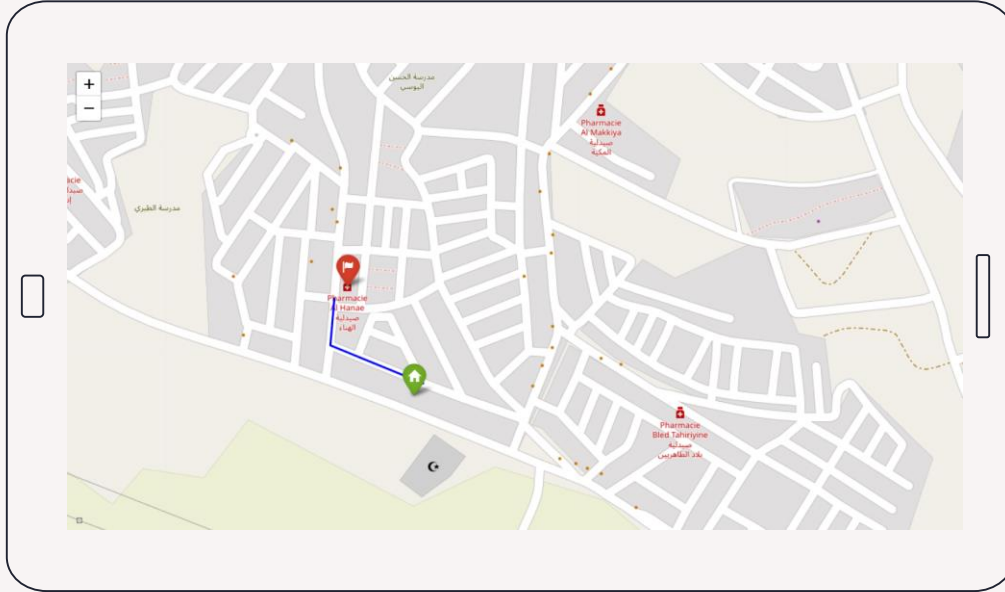 +
−
مدرسة الحسن
اليوسي
Pharmacie
Al Makkiya
صيدلية
المكية
مدرسة الطبري
Pharmacie
Al Hanae
صيدلية
الهناء
Pharmacie
Bled Tahiriyine
صيدلية
بلاد الطاهريين